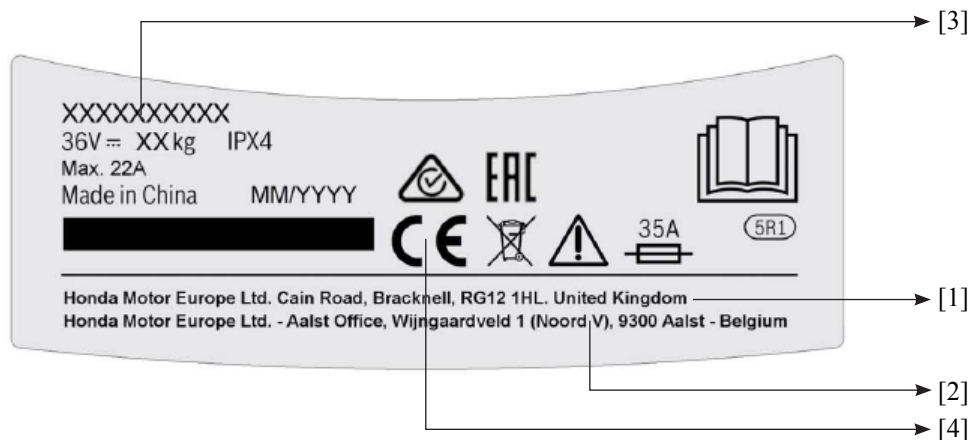 [3]
XXXXXXXXXX
36V XX kg IPX4
Max. 22A
Made in China MM/YYYY
EAC
CE
35A
5R1
Honda Motor Europe Ltd. Cain Road, Bracknell, RG12 1HL. United Kingdom
[1]
Honda Motor Europe Ltd. - Aalst Office, Wijngaardveld 1 (Noord V), 9300 Aalst - Belgium
[2]
[4]